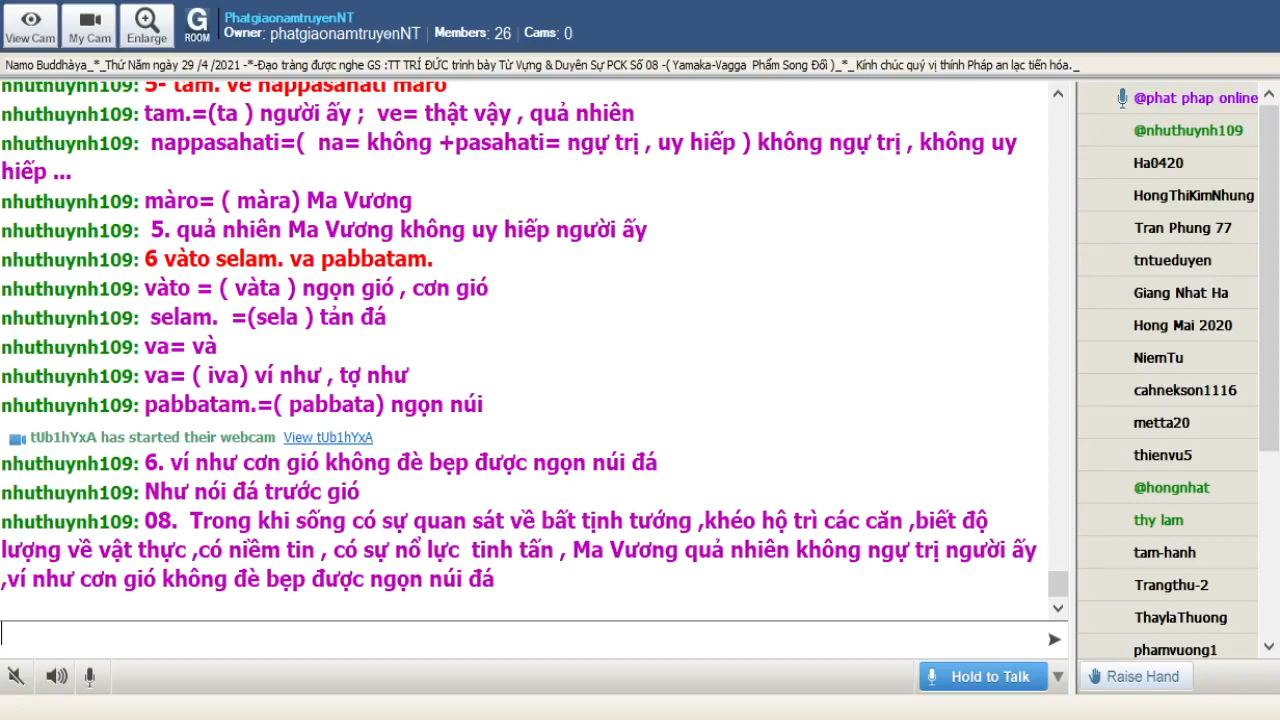 View Cam
My Cam
Enlarge
G ROOM
PhatgiaonamtruyenNT
Owner: phatgiaonamtruyenNT | Members: 26 | Cams: 0
Namo Buddhàya_*_Thứ Năm ngày 29 /4 /2021 -*-Đạo tràng được nghe GS :TT TRÍ ĐỨC trình bày Từ Vựng & Duyên Sự PCK Số 08 -( Yamaka-Vagga Phẩm Song Đối )_*_ Kính chúc quý vị thính Pháp an lạc tiến hóa._
nhuthuynh109: 5- tam. ve nappasahati màro
nhuthuynh109: tam.=(ta ) người ấy ; ve= thật vậy , quả nhiên
nhuthuynh109: nappasahati=( na= không +pasahati= ngự trị , uy hiếp ) không ngự trị , không uy
hiếp ...
nhuthuynh109: màro= ( màra) Ma Vương
nhuthuynh109: 5. quả nhiên Ma Vương không uy hiếp người ấy
nhuthuynh109: 6 vàto selam. va pabbatam.
nhuthuynh109: vàto = ( vàta ) ngọn gió , cơn gió
nhuthuynh109: selam. =(sela ) tản đá
nhuthuynh109: va= và
nhuthuynh109: va= ( iva) ví như , tợ như
nhuthuynh109: pabbatam.=( pabbata) ngọn núi
tUb1hYxA has started their webcam View tUb1hYxA
nhuthuynh109: 6. ví như cơn gió không đè bẹp được ngọn núi đá
nhuthuynh109: Như nói đá trước gió
nhuthuynh109: 08. Trong khi sống có sự quan sát về bất tịnh tướng ,khéo hộ trì các căn ,biết độ
lượng về vật thực ,có niềm tin , có sự nổ lực tinh tấn , Ma Vương quả nhiên không ngự trị người ấy
,ví như cơn gió không đè bẹp được ngọn núi đá
@phat phap online
@nhuthuynh109
Ha0420
HongThiKimNhung
Tran Phung 77
tntueduyen
Giang Nhat Ha
Hong Mai 2020
NiemTu
cahnekson1116
metta20
thienvu5
@hongnhat
thy lam
tam-hanh
Trangthu-2
ThaylaThuong
phamvuong1
Hold to Talk
Raise Hand